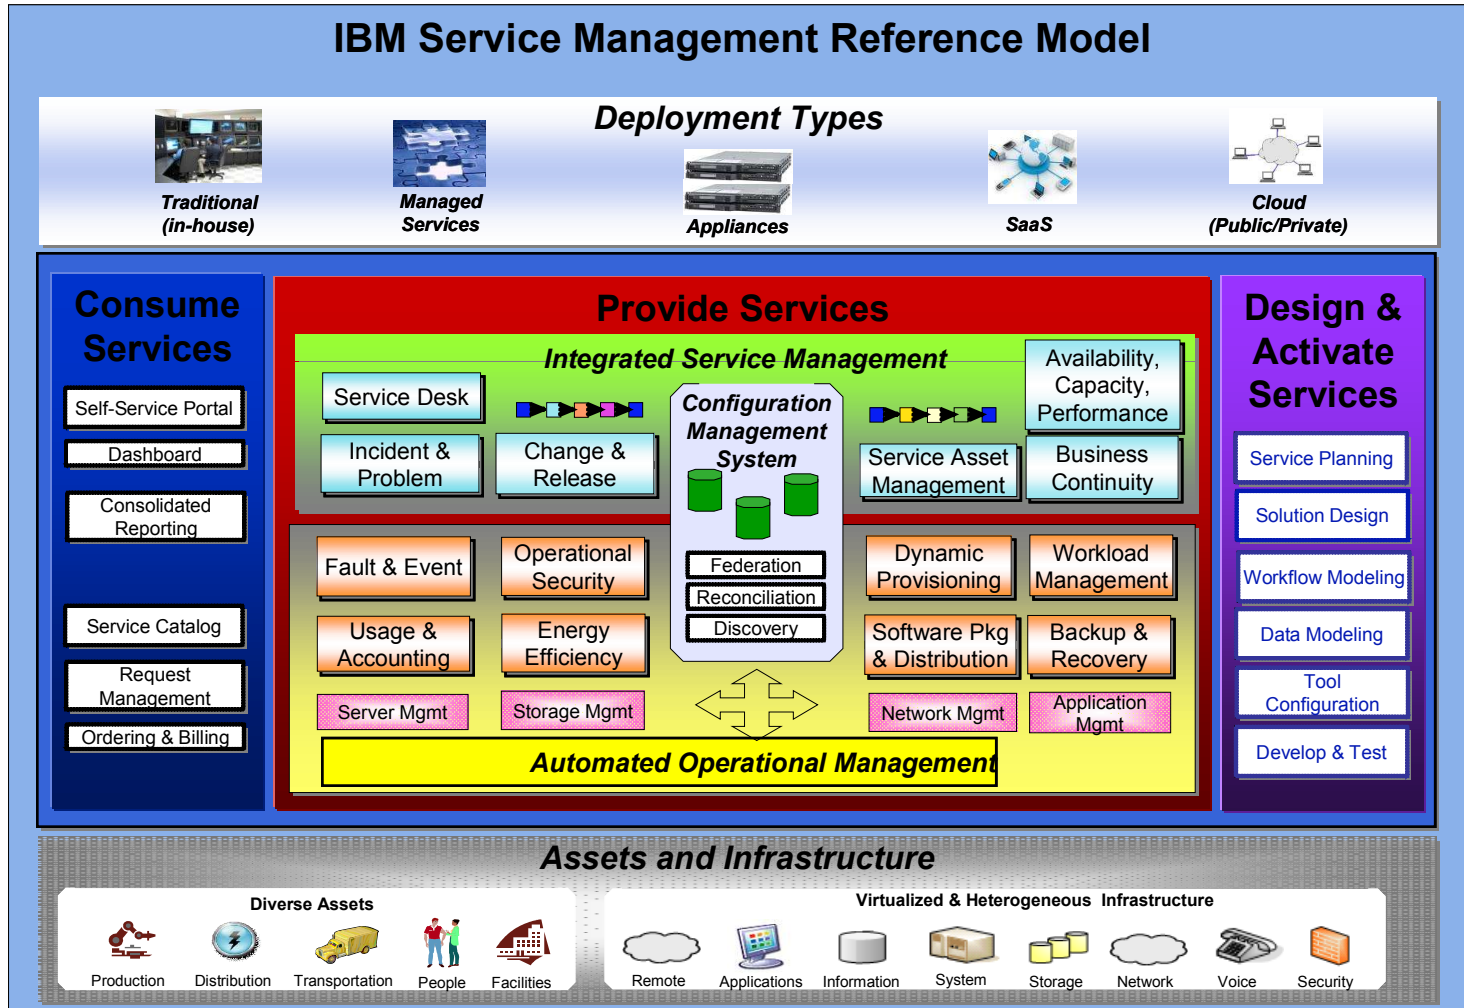 IBM Service Management Reference Model
Deployment Types
Traditional
(in-house)
Managed
Services
Appliances
SaaS
Cloud
(Public/Private)
Consume
Services
Self-Service Portal
Dashboard
Consolidated
Reporting
Service Catalog
Request
Management
Ordering & Billing
Provide Services
Integrated Service Management
Service Desk
Incident &
Problem
Change &
Release
Configuration
Management
System
Federation
Reconciliation
Discovery
Availability,
Capacity,
Performance
Service Asset
Management
Business
Continuity
Fault & Event
Operational
Security
Dynamic
Provisioning
Workload
Management
Usage &
Accounting
Energy
Efficiency
Software Pkg
& Distribution
Backup &
Recovery
Server Mgmt
Storage Mgmt
Network Mgmt
Application
Mgmt
Automated Operational Management
Design &
Activate
Services
Service Planning
Solution Design
Workflow Modeling
Data Modeling
Tool
Configuration
Develop & Test
Assets and Infrastructure
Diverse Assets
Production
Distribution
Transportation
People
Facilities
Virtualized & Heterogeneous Infrastructure
Remote
Applications
Information
System
Storage
Network
Voice
Security